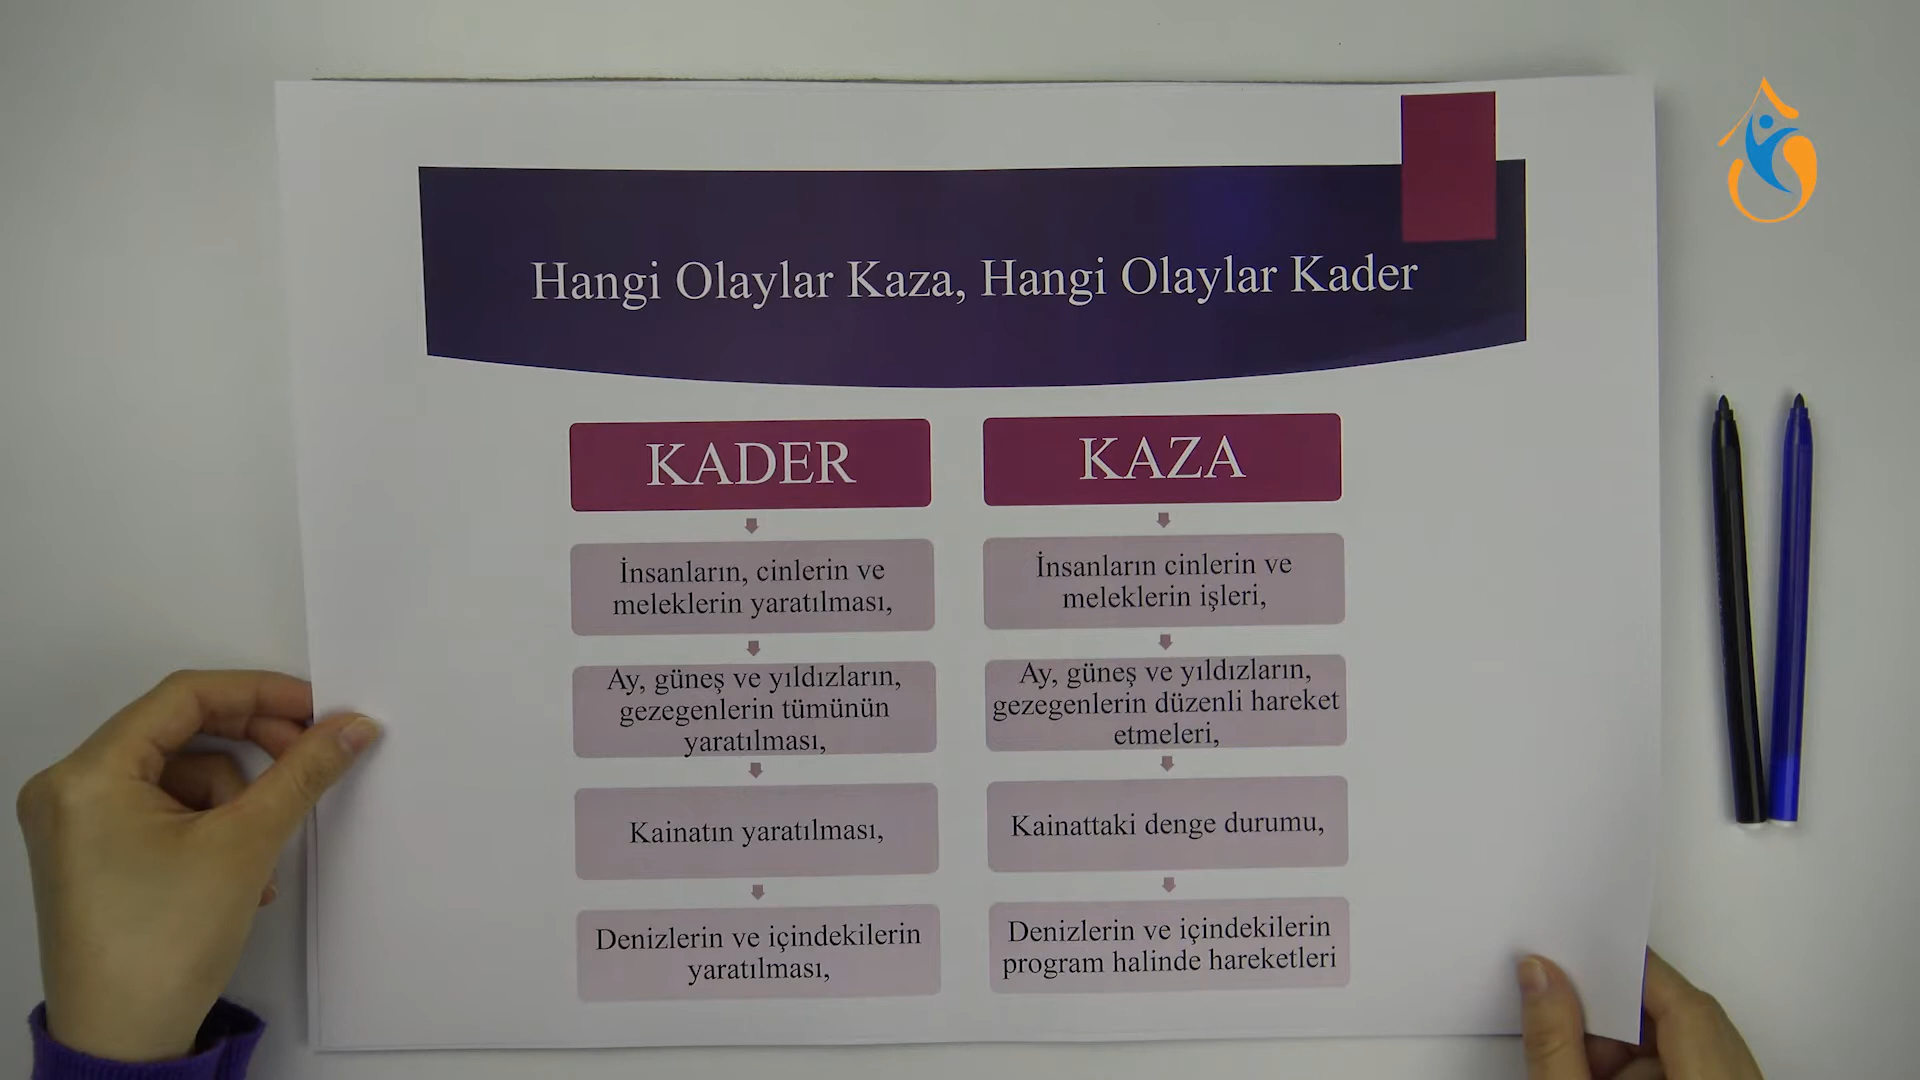 Hangi Olaylar Kaza, Hangi Olaylar Kader
KADER
İnsanların, cinlerin ve
meleklerin yaratılması,
Ay, güneş ve yıldızların,
gezegenlerin tümünün
yaratılması,
Kainatın yaratılması,
Denizlerin ve içindekilerin
yaratılması,
KAZA
İnsanların cinlerin ve
meleklerin işleri,
Ay, güneş ve yıldızların,
gezegenlerin düzenli hareket
etmeleri,
Kainattaki denge durumu,
Denizlerin ve içindekilerin
program halinde hareketleri